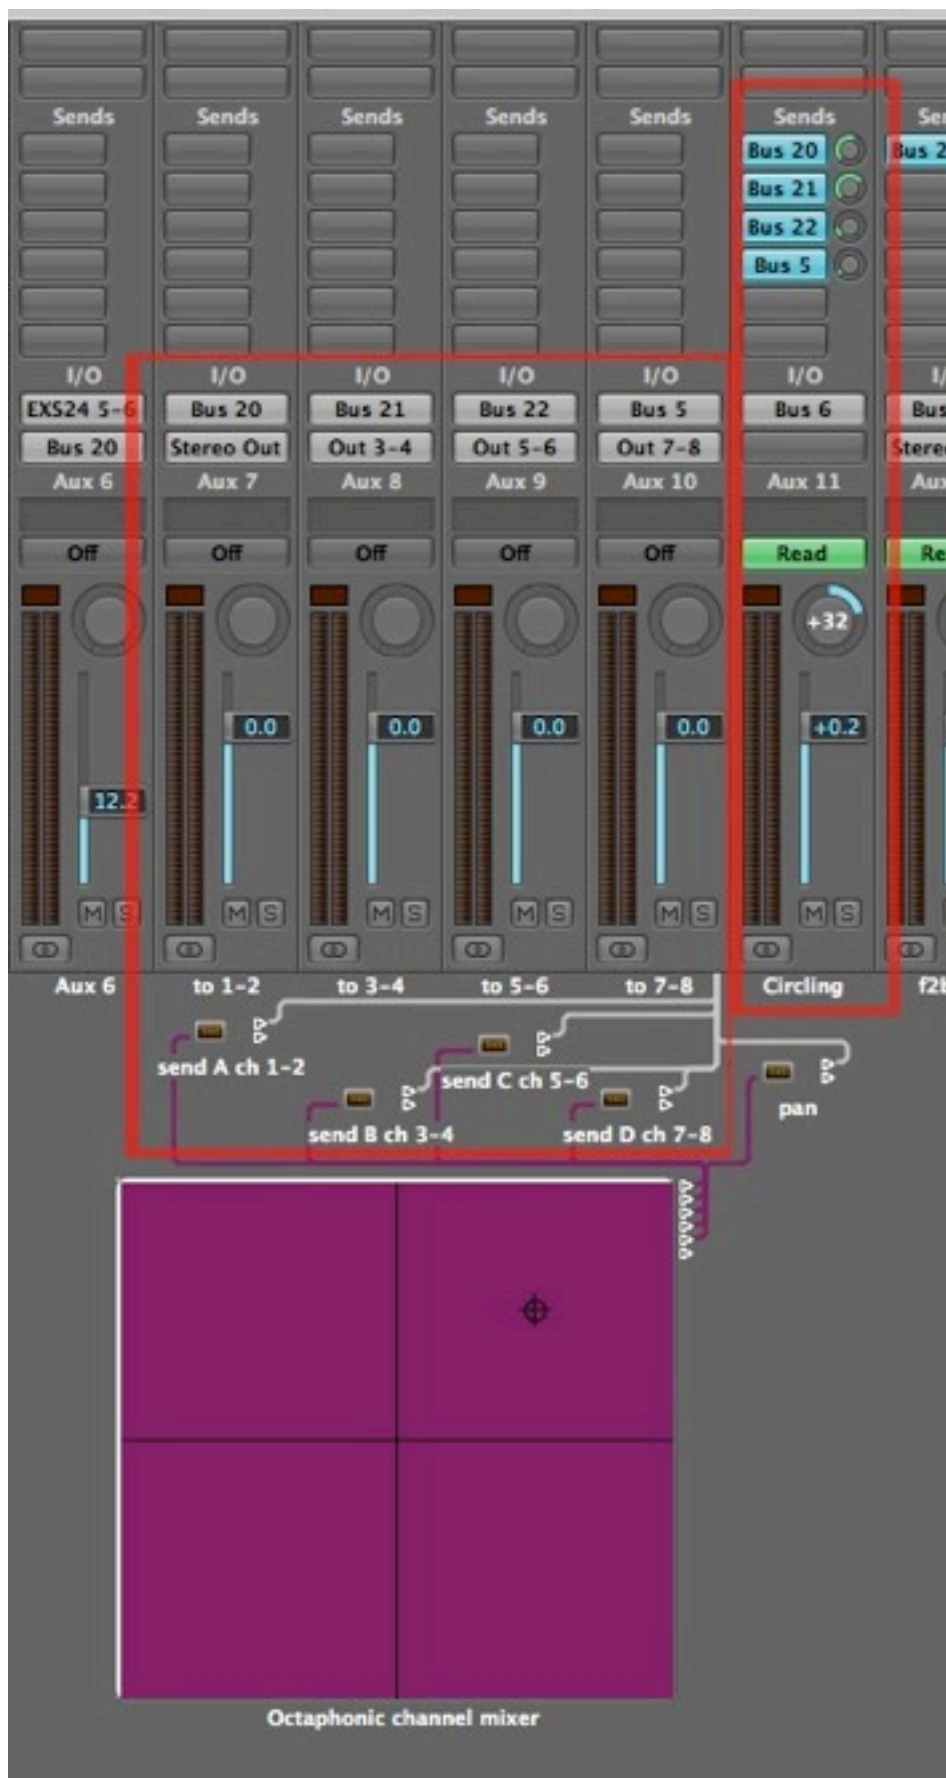 Sends Sends Sends Sends Sends Sends
Bus 20
Bus 21
Bus 22
Bus 5
I/O I/O I/O I/O I/O I/O
EXS24 5-6 Bus 20 Bus 21 Bus 22 Bus 5 Bus 6 Bus
Bus 20 Stereo Out Out 3-4 Out 5-6 Out 7-8
Aux 6 Aux 7 Aux 8 Aux 9 Aux 10 Aux 11 Aux
Off Off Off Off Off Read
+32
0.0 0.0 0.0 0.0 +0.2
12.2
M S M S M S M S M S M S
Aux 6 to 1-2 to 3-4 to 5-6 to 7-8 Circling
send A ch 1-2
send C ch 5-6
send B ch 3-4
send D ch 7-8
pan
Octaphonic channel mixer